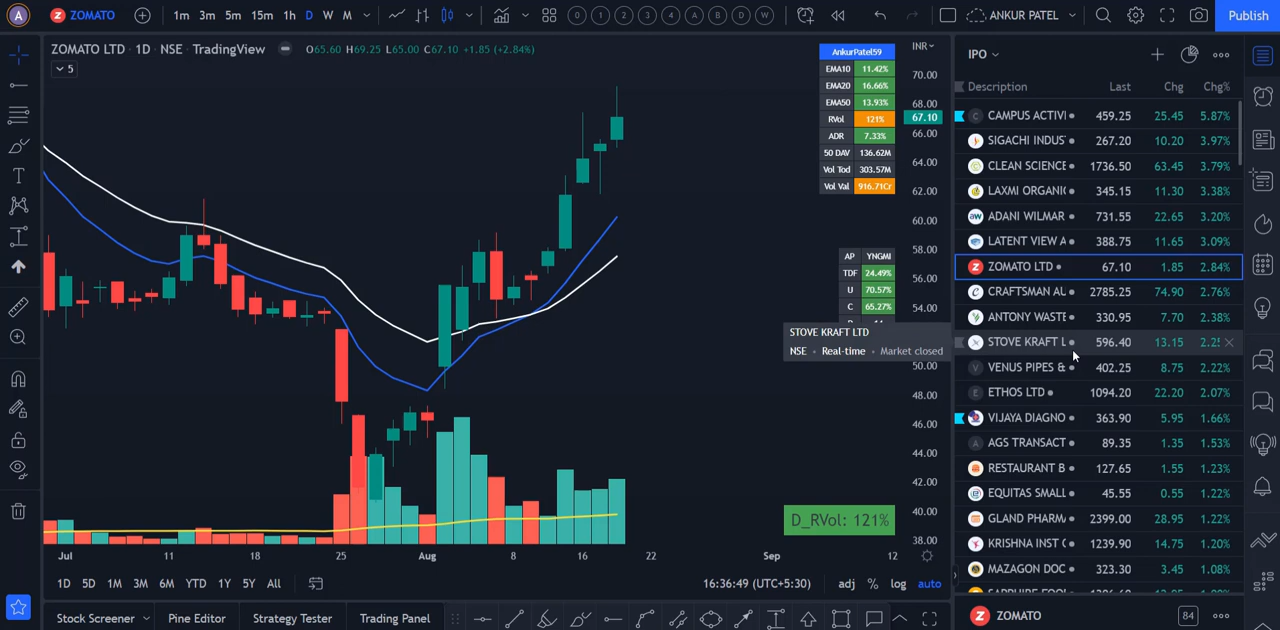 A ZOMATO 1m 3m 5m 15m 1h D W M 0 1 2 3 4 A B D W ANKUR PATEL Publish
ZOMATO LTD • 1D • NSE • TradingView O65.60 H69.25 L65.00 C67.10 +1.85 (+2.84%)
5
AnkurPatel59
EMA10 11.42%
EMA20 16.66%
EMA50 13.93%
RVol 121%
ADR 7.33%
50 DAV 136.62M
Vol Tod 303.57M
Vol Val 916.71Cr
AP YNGMI
TDF 24.49%
U 70.57%
C 65.27%
STOVE KRAFT LTD
NSE • Real-time • Market closed
D_RVol: 121%
INR
70.00
68.00
67.10
66.00
64.00
62.00
60.00
58.00
56.00
54.00
50.00
48.00
46.00
44.00
42.00
40.00
38.00
Jul 11 18 25 Aug 8 16 22 Sep 12
1D 5D 1M 3M 6M YTD 1Y 5Y All 16:36:49 (UTC+5:30) adj % log auto
Stock Screener Pine Editor Strategy Tester Trading Panel
IPO
Description Last Chg Chg%
C CAMPUS ACTIVI 459.25 25.45 5.87%
SIGACHI INDUS 267.20 10.20 3.97%
CLEAN SCIENCE 1736.50 63.45 3.79%
LAXMI ORGANI 345.15 11.30 3.38%
aw ADANI WILMAR 731.55 22.65 3.20%
LATENT VIEW A 388.75 11.65 3.09%
Z ZOMATO LTD 67.10 1.85 2.84%
CRAFTSMAN AU 2785.25 74.90 2.76%
ANTONY WASTE 330.95 7.70 2.38%
STOVE KRAFT L 596.40 13.15 2.25
V VENUS PIPES & 402.25 8.75 2.22%
E ETHOS LTD 1094.20 22.20 2.07%
VIJAYA DIAGNO 363.90 5.95 1.66%
A AGS TRANSACT 89.35 1.35 1.53%
RESTAURANT B 127.65 1.55 1.23%
EQUITAS SMALL 45.55 0.55 1.22%
GLAND PHARM 2399.00 28.95 1.22%
KRISHNA INST 1239.90 14.75 1.20%
MAZAGON DOC 323.30 3.45 1.08%
ZOMATO 84